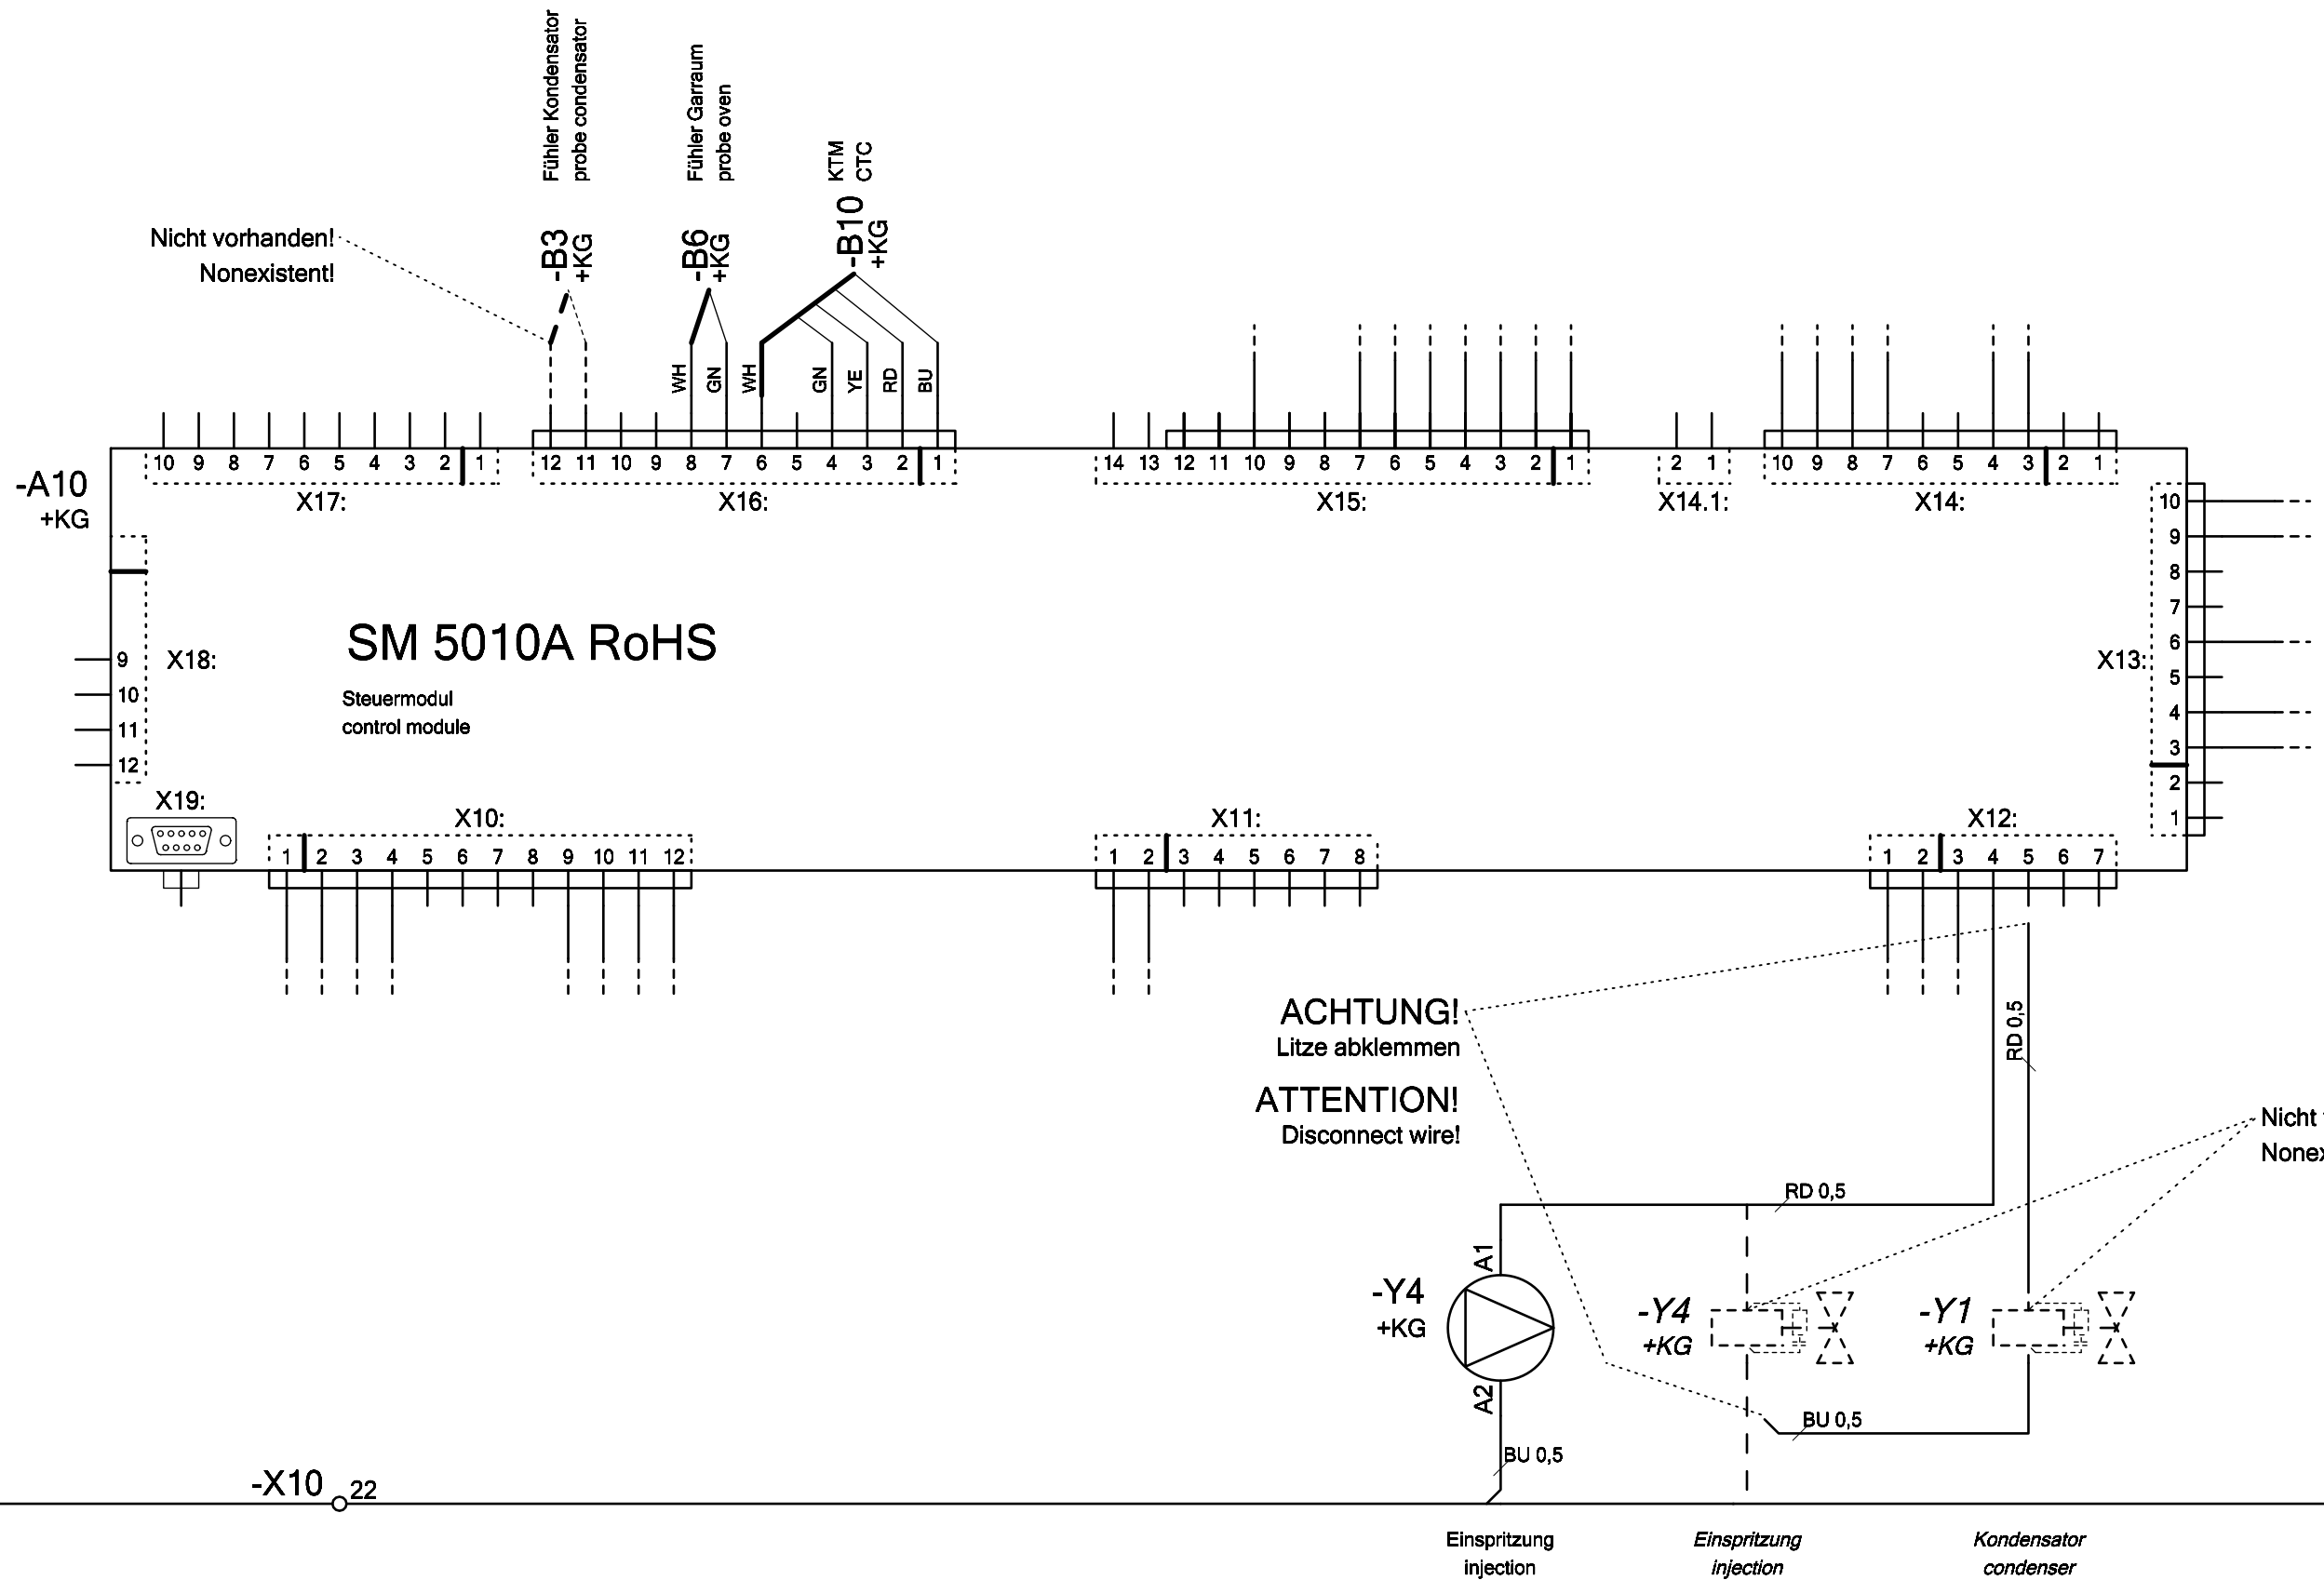 Fühler Kondensator
probe condensator
Fühler Garraum
probe oven
KTM
CTC
-B3
+KG
-B6
+KG
-B10
+KG
Nicht vorhanden!
Nonexistent!
WH
GN
WH
GN
YE
RD
BU
10 9 8 7 6 5 4 3 2 1
X17:
12 11 10 9 8 7 6 5 4 3 2 1
X16:
14 13 12 11 10 9 8 7 6 5 4 3 2 1
X15:
2 1
X14.1:
10 9 8 7 6 5 4 3 2 1
X14:
-A10
+KG
10
9
8
7
6
5
4
3
2
1
X13:
9
10
11
12
X18:
SM 5010A RoHS
Steuermodul
control module
X19:
X10:
1 2 3 4 5 6 7 8 9 10 11 12
X11:
1 2 3 4 5 6 7 8
X12:
1 2 3 4 5 6 7
ACHTUNG!
Litze abklemmen
ATTENTION!
Disconnect wire!
RD 0,5
Nicht
RD 0,5
A1
-Y4
+KG
A2
-Y4
+KG
-Y1
+KG
BU 0,5
BU 0,5
-X10
22
Einspritzung
injection
Einspritzung
injection
Kondensator
condenser